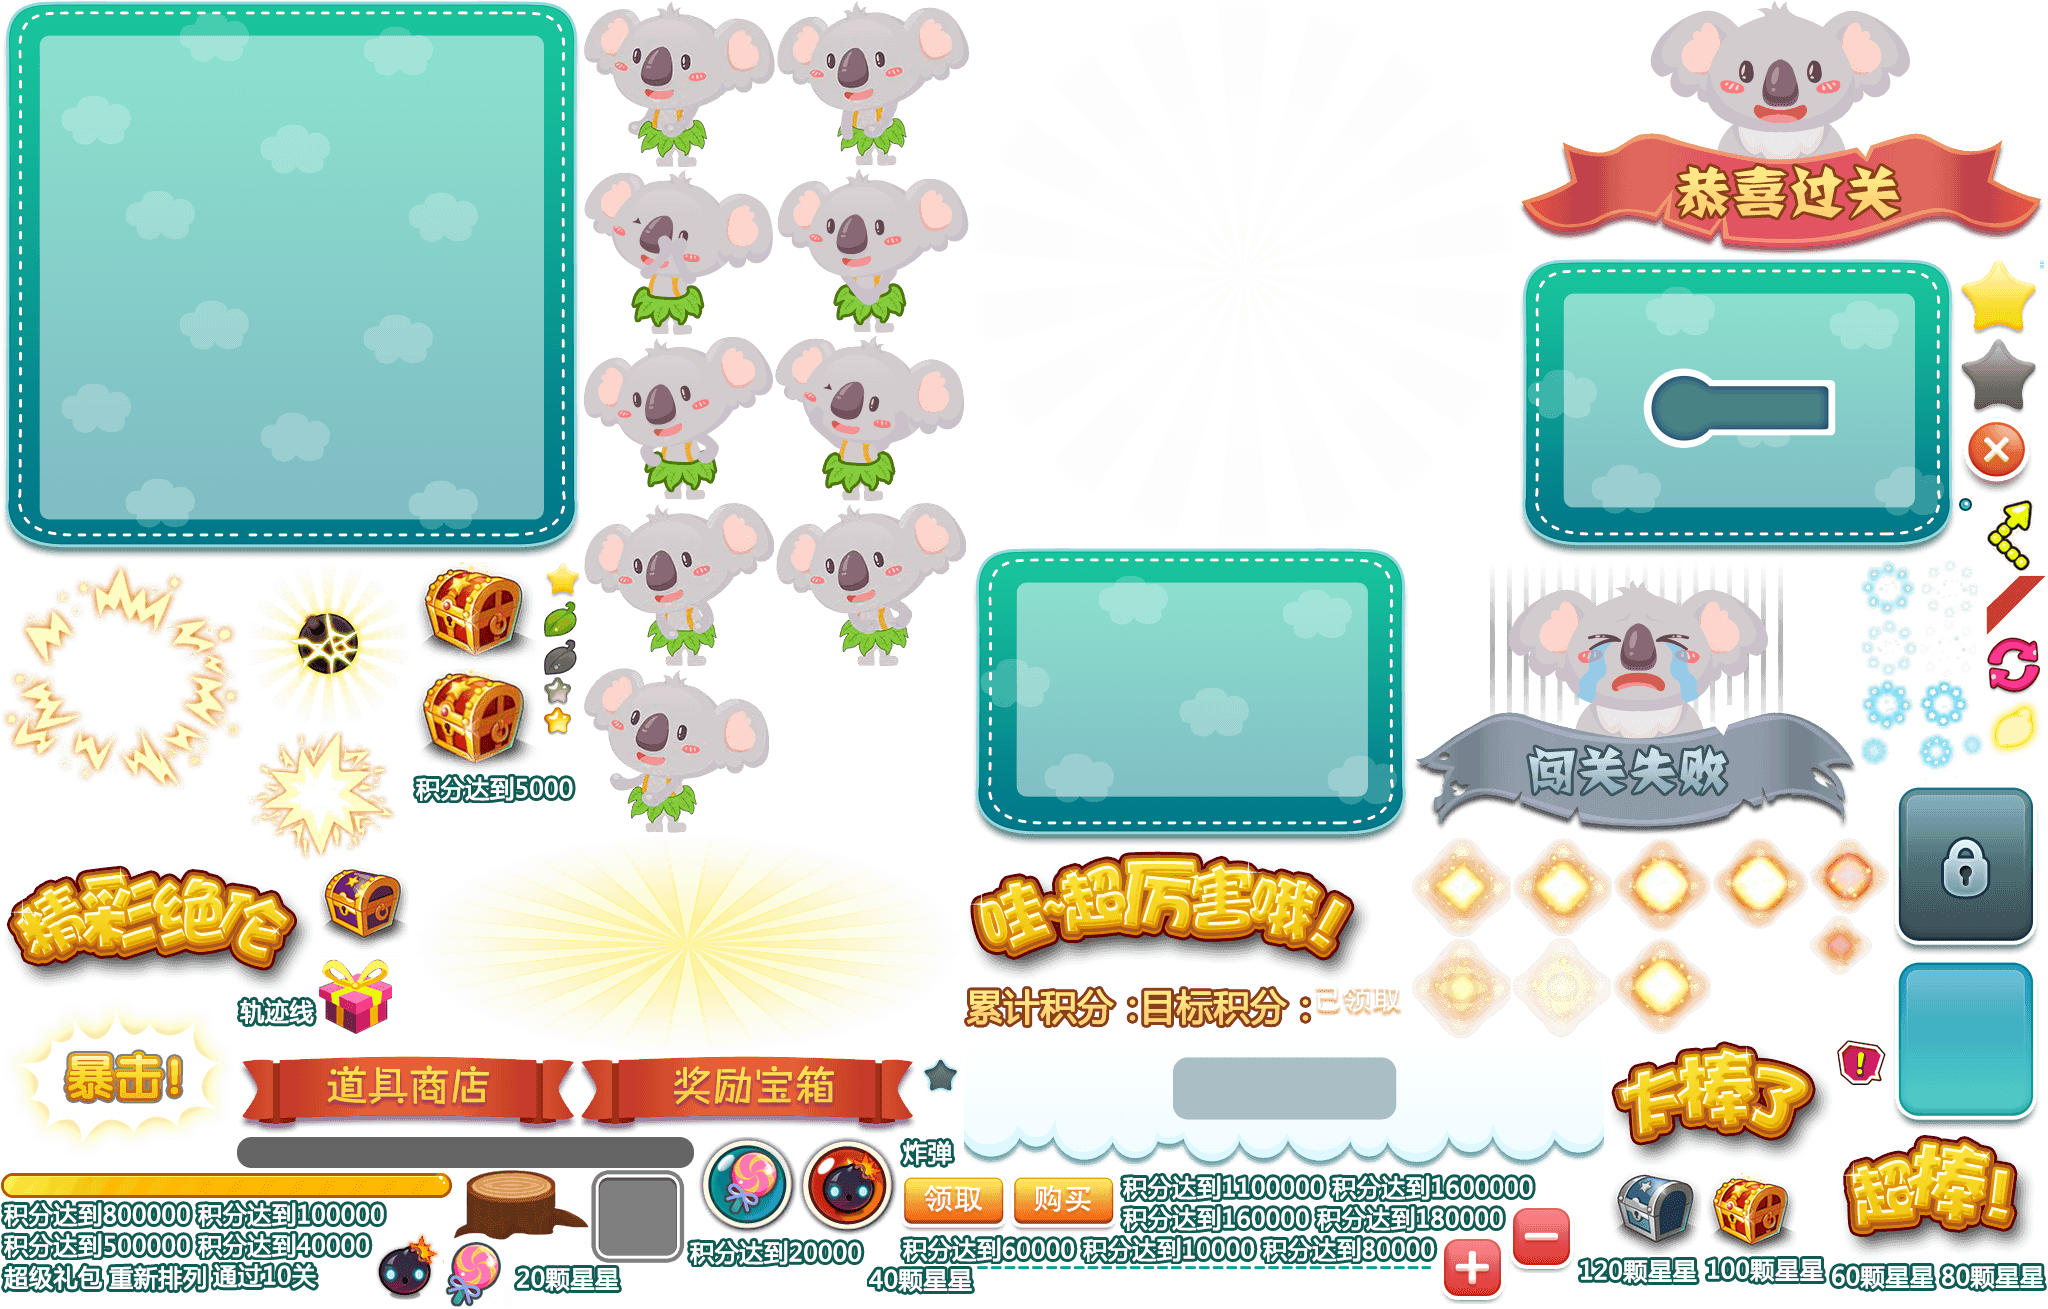 恭喜过关
闯关失败
积分达到5000
精彩绝伦
哇~超厉害哦!
轨迹线
累计积分:目标积分:已领取
暴击!
道具商店
奖励宝箱
卡棒了
超棒!
炸弹
领取
购买
积分达到1100000 积分达到1600000
积分达到160000 积分达到180000
积分达到60000 积分达到10000 积分达到80000
积分达到800000 积分达到100000
积分达到500000 积分达到40000
超级礼包 重新排列 通过10关
积分达到20000
20颗星星
40颗星星
120颗星星 100颗星星 60颗星星 80颗星星